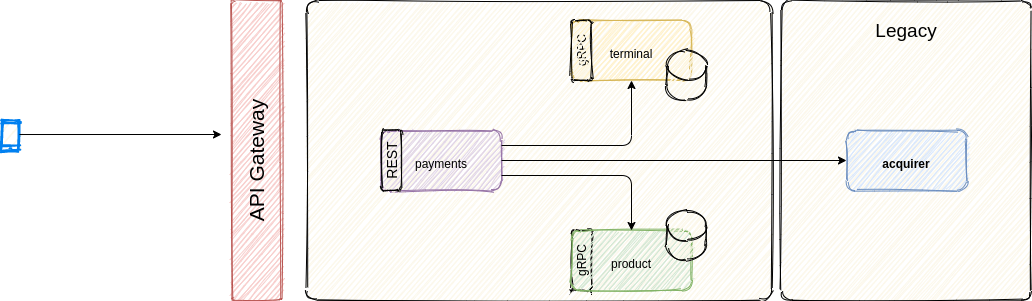 API Gateway
gRPC
terminal
REST
payments
gRPC
product
Legacy
acquirer